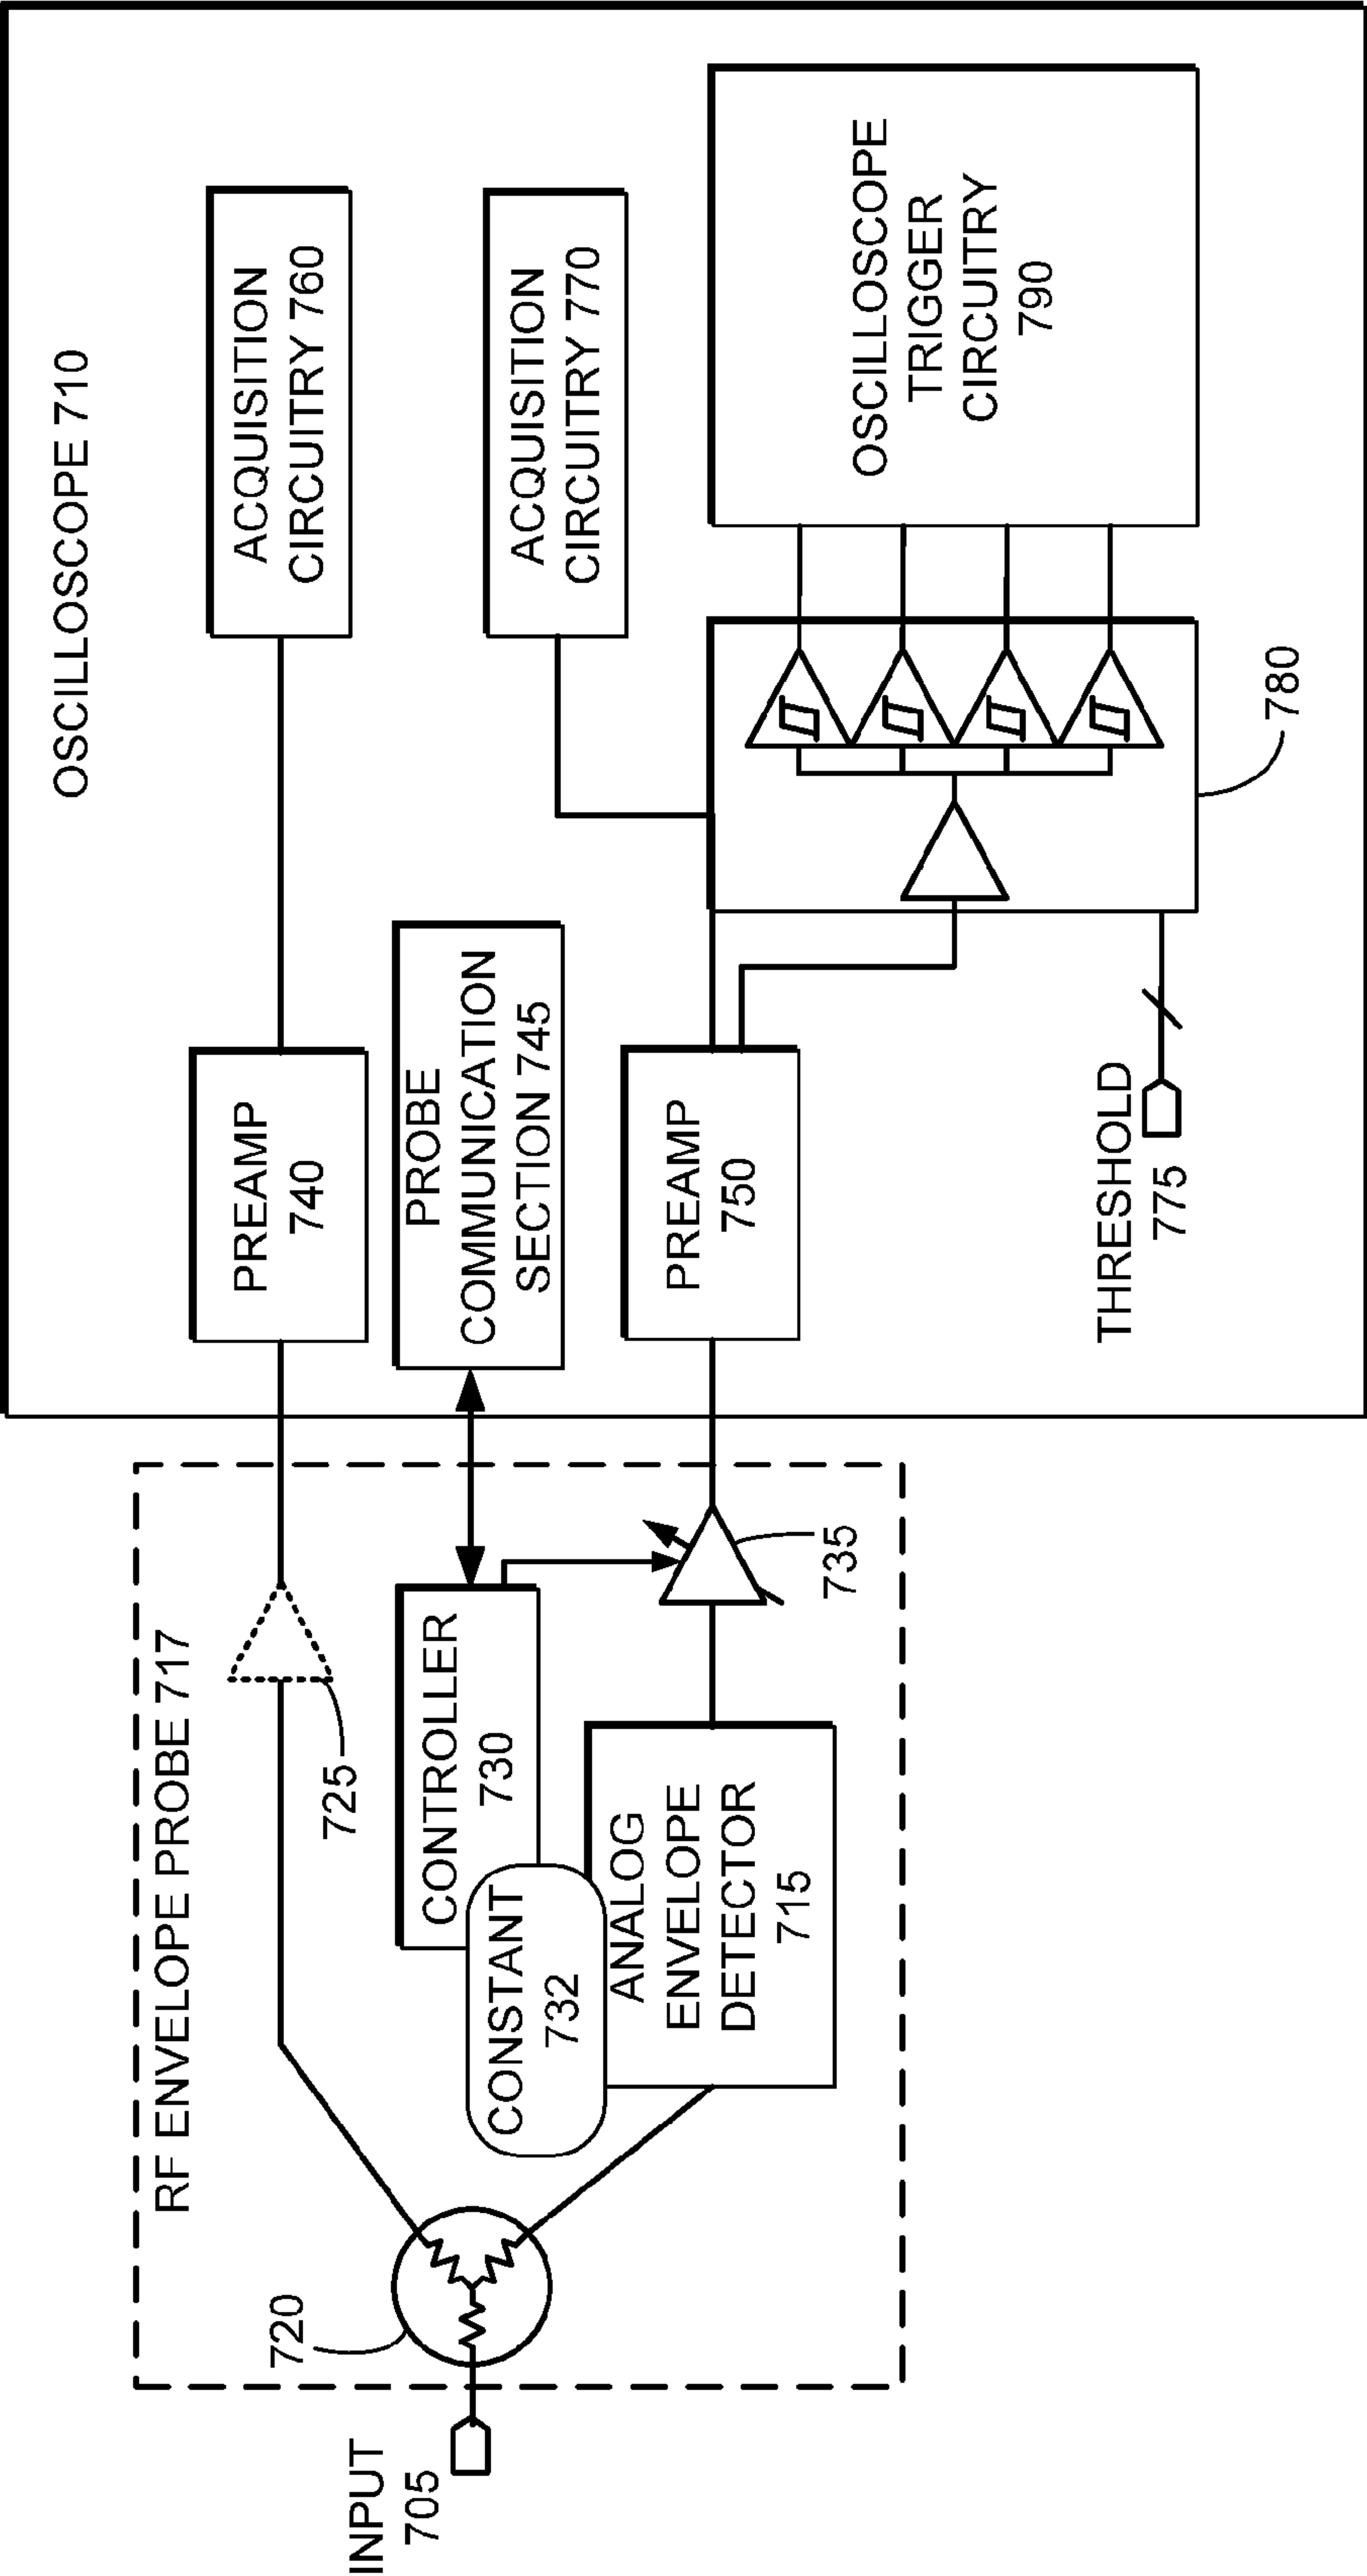 OSCILLOSCOPE 710
RF ENVELOPE PROBE 717
INPUT
705
720
725
CONTROLLER
730
CONSTANT
732
ANALOG
ENVELOPE
DETECTOR
715
735
PREAMP
740
PROBE
COMMUNICATION
SECTION 745
PREAMP
750
THRESHOLD
775
ACQUISITION
CIRCUITRY 760
ACQUISITION
CIRCUITRY 770
780
OSCILLOSCOPE
TRIGGER
CIRCUITRY
790